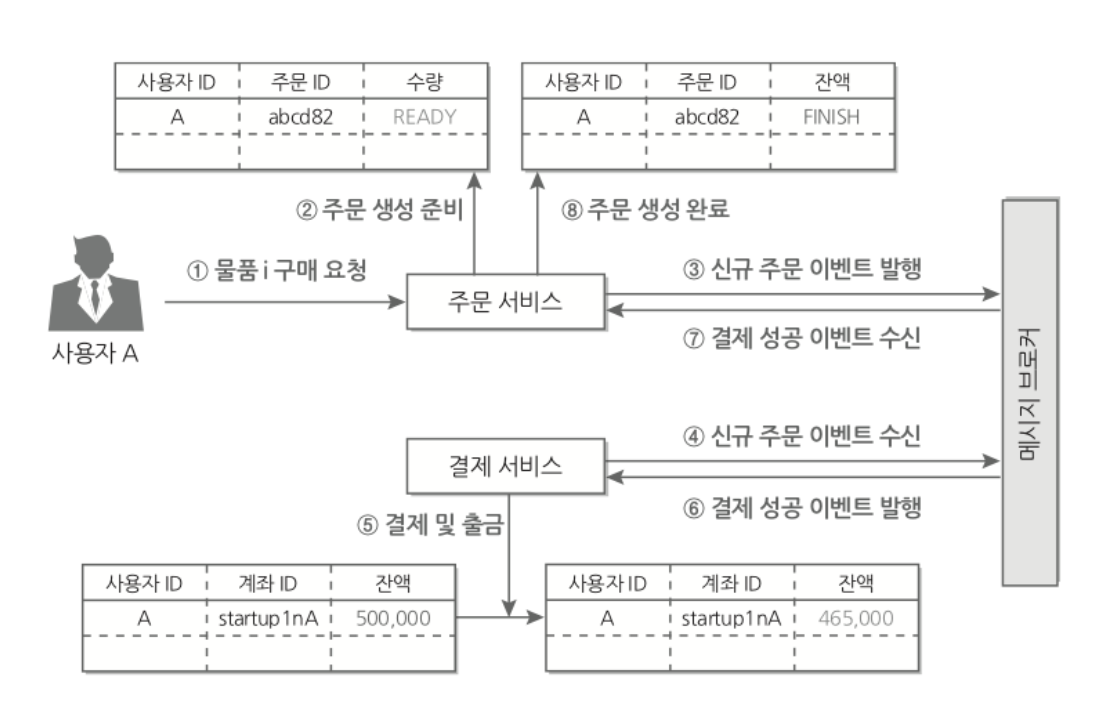 사용자 ID 주문 ID 수량
A abcd82 READY
사용자 ID 주문 ID 잔액
A abcd82 FINISH
② 주문 생성 준비
⑧ 주문 생성 완료
① 물품 i 구매 요청
③ 신규 주문 이벤트 발행
주문 서비스
⑦ 결제 성공 이벤트 수신
사용자 A
메시지 브로커
④ 신규 주문 이벤트 수신
결제 서비스
⑥ 결제 성공 이벤트 발행
⑤ 결제 및 출금
사용자 ID 계좌 ID 잔액
A startup1nA 500,000
사용자 ID 계좌 ID 잔액
A startup1nA 465,000